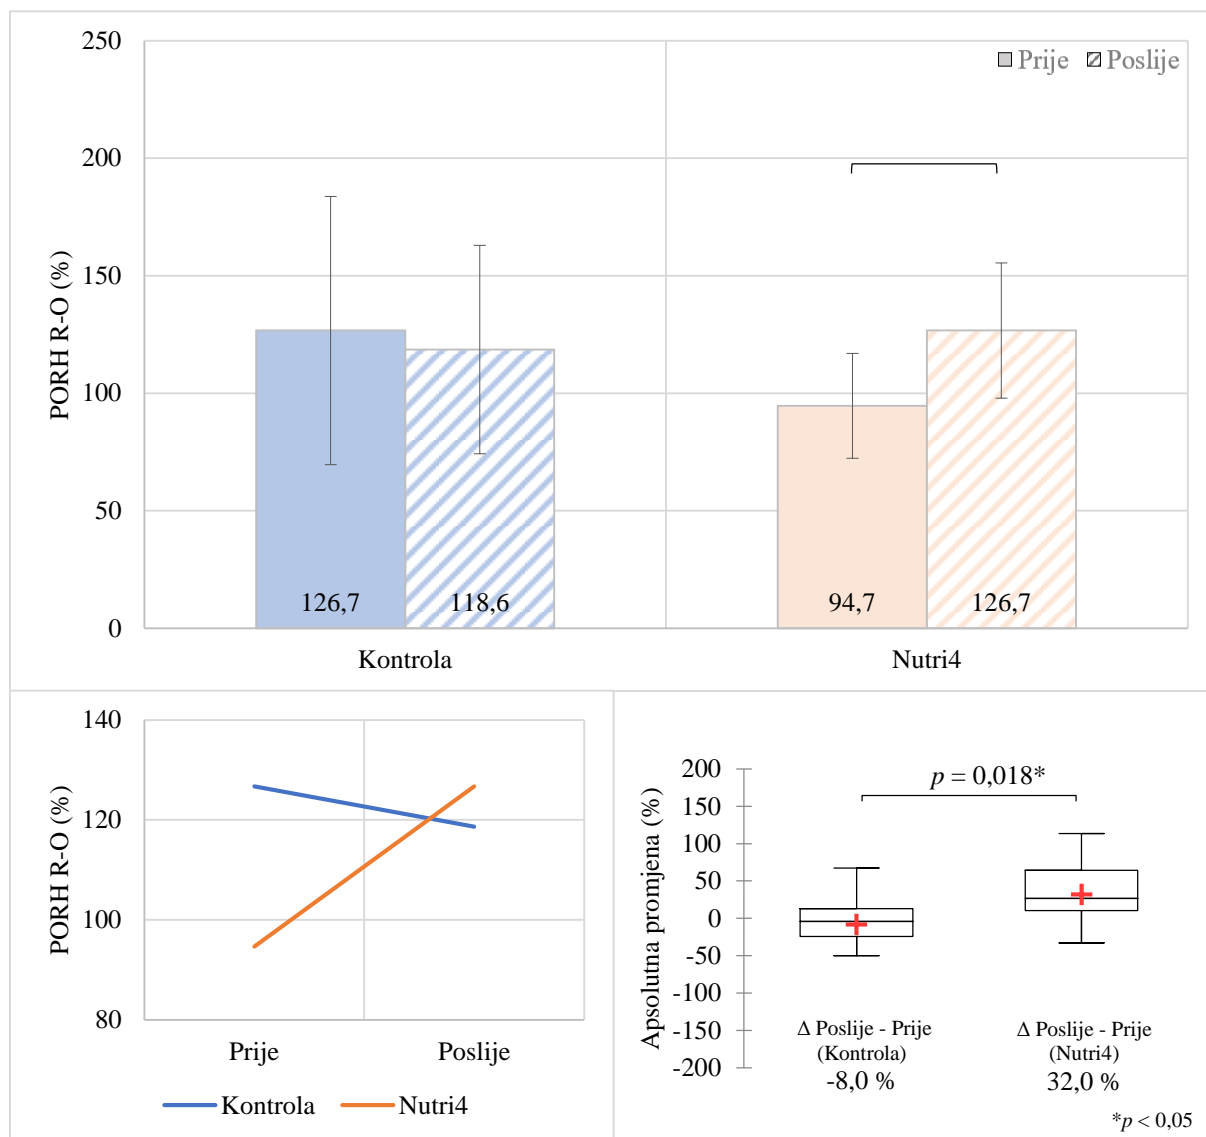 250
Prije Poslije
200
150
100
50
0
PORH R-O (%)
126,7 118,6 94,7 126,7
Kontrola Nutri4
140
120
100
80
PORH R-O (%)
Prije Poslije
Kontrola Nutri4
200
150
100
50
0
-50
-100
-150
-200
Apsolutna promjena (%)
p = 0,018*
Δ Poslije - Prije
(Kontrola)
-8,0 %
Δ Poslije - Prije
(Nutri4)
32,0 %
*p < 0,05